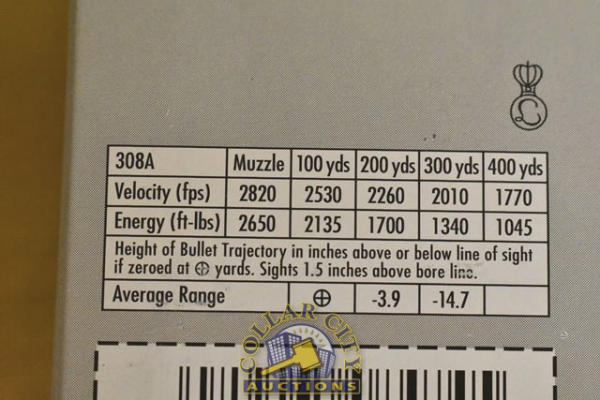 £
308A Muzzle 100 yds 200 yds 300 yds 400 yds
Velocity (fps) 2820 2530 2260 2010 1770
Energy (ft-lbs) 2650 2135 1700 1340 1045
Height of Bullet Trajectory in inches above or below line of sight
if zeroed at ⊕ yards. Sights 1.5 inches above bore line.
Average Range ⊕ -3.9 -14.7
COLLAR CITY
AUCTIONS